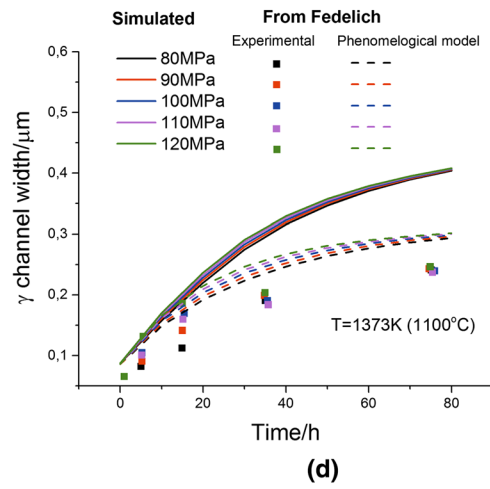 Simulated From Fedelich
Experimental Phenomelogical model
80MPa
90MPa
100MPa
110MPa
120MPa
0,6
0,5
0,4
0,3
0,2
0,1
γ channel width/μm
T=1373K (1100°C)
0 20 40 60 80
Time/h
(d)